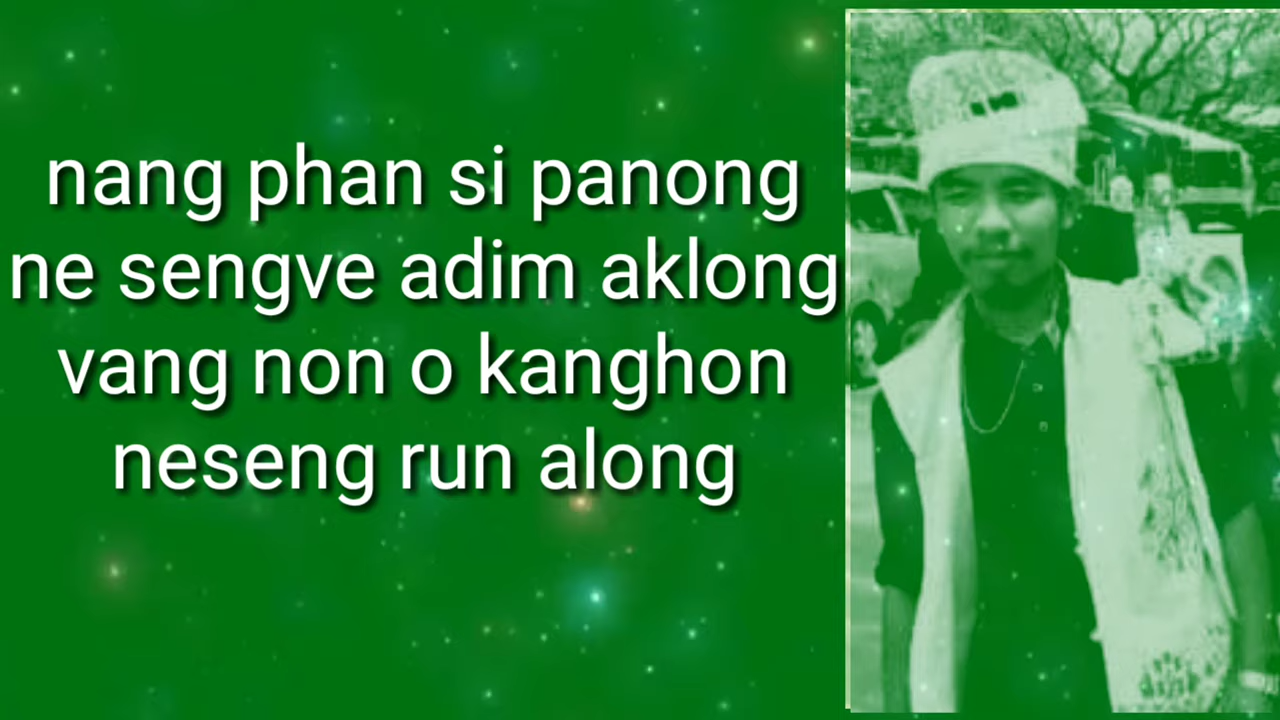 nang phan si panong
ne sengve adim aklong
vang non o kanghon
neseng run along